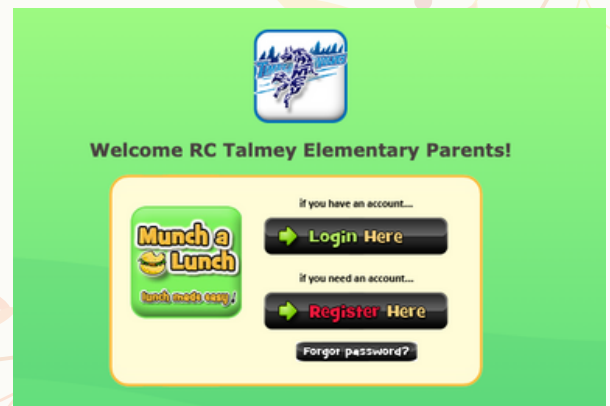 Welcome RC Talmey Elementary Parents!
if you have an account....
Munch a
Lunch
lunch made easy!
Login Here
if you need an account...
Register Here
Forgor password?